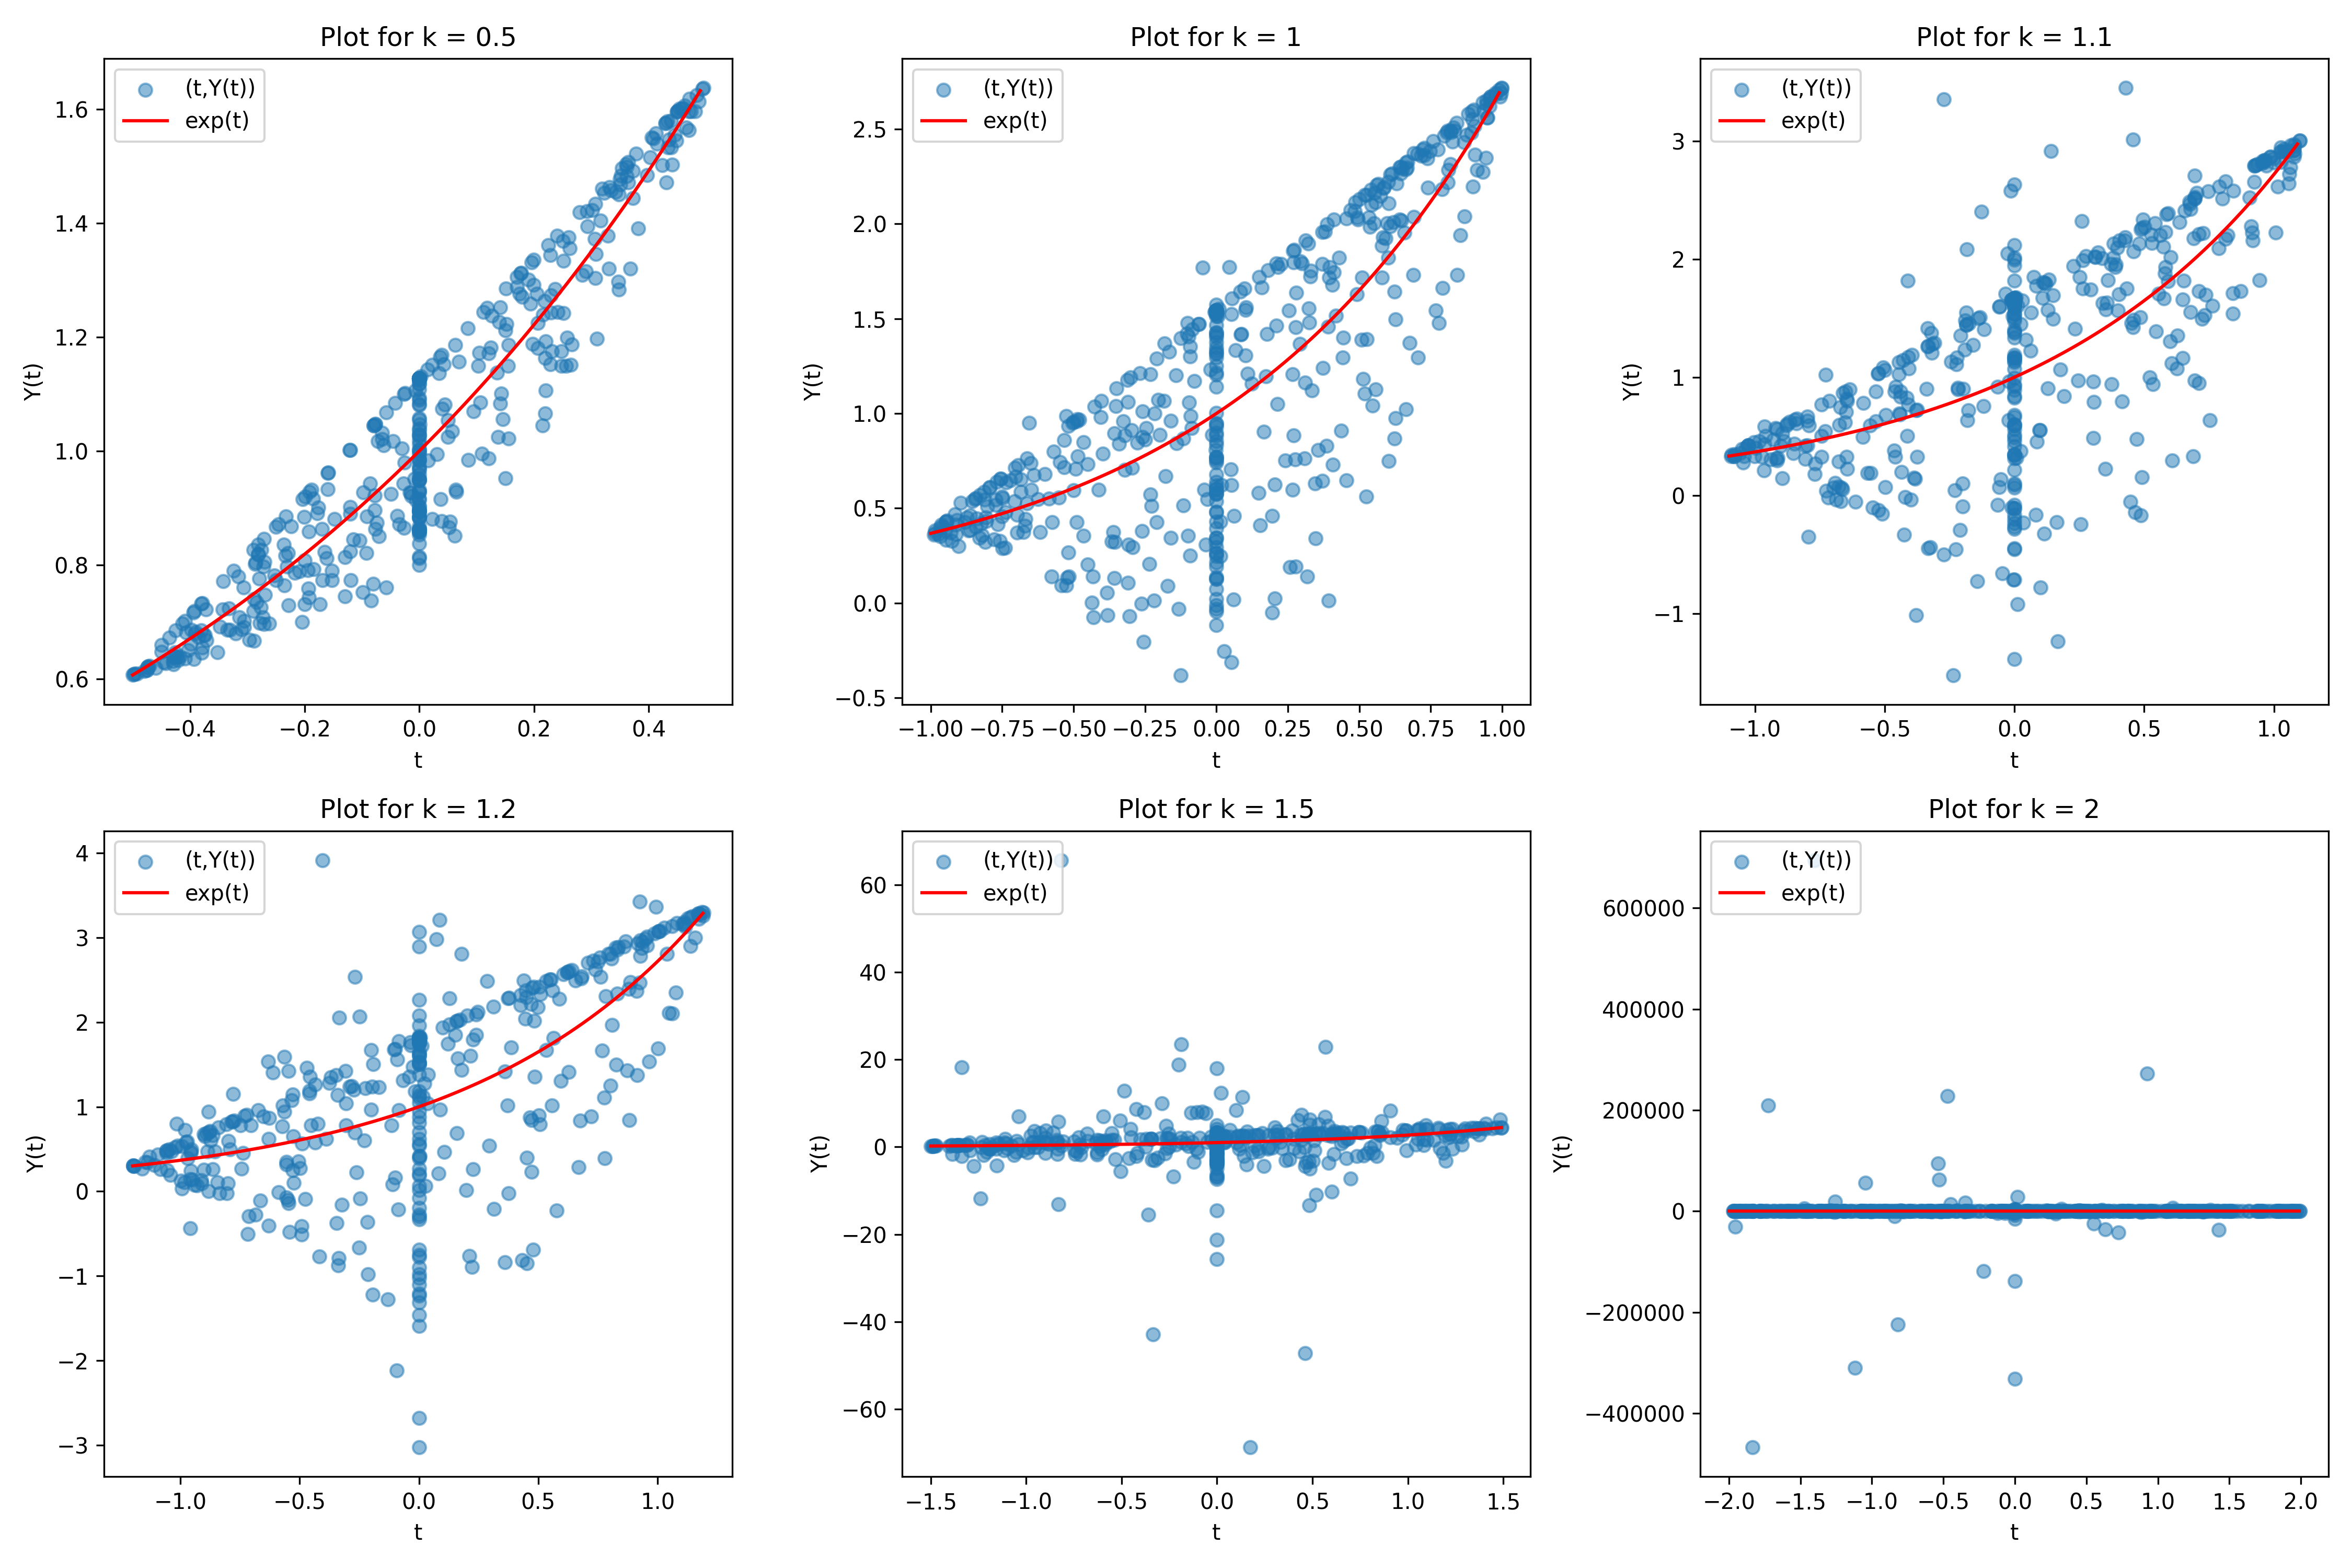 Plot for k = 0.5
(t,Y(t))
exp(t)
1.6
1.4
1.2
1.0
0.8
0.6
Y(t)
−0.4 −0.2 0.0 0.2 0.4
t
Plot for k = 1
(t,Y(t))
exp(t)
2.5
2.0
1.5
1.0
0.5
0.0
−0.5
Y(t)
−1.00 −0.75 −0.50 −0.25 0.00 0.25 0.50 0.75 1.00
t
Plot for k = 1.1
(t,Y(t))
exp(t)
3
2
1
0
−1
Y(t)
−1.0 −0.5 0.0 0.5 1.0
t
Plot for k = 1.2
(t,Y(t))
exp(t)
4
3
2
1
0
−1
−2
−3
Y(t)
−1.0 −0.5 0.0 0.5 1.0
t
Plot for k = 1.5
(t,Y(t))
exp(t)
60
40
20
0
−20
−40
−60
Y(t)
−1.5 −1.0 −0.5 0.0 0.5 1.0 1.5
t
Plot for k = 2
(t,Y(t))
exp(t)
600000
400000
200000
0
−200000
−400000
Y(t)
−2.0 −1.5 −1.0 −0.5 0.0 0.5 1.0 1.5 2.0
t